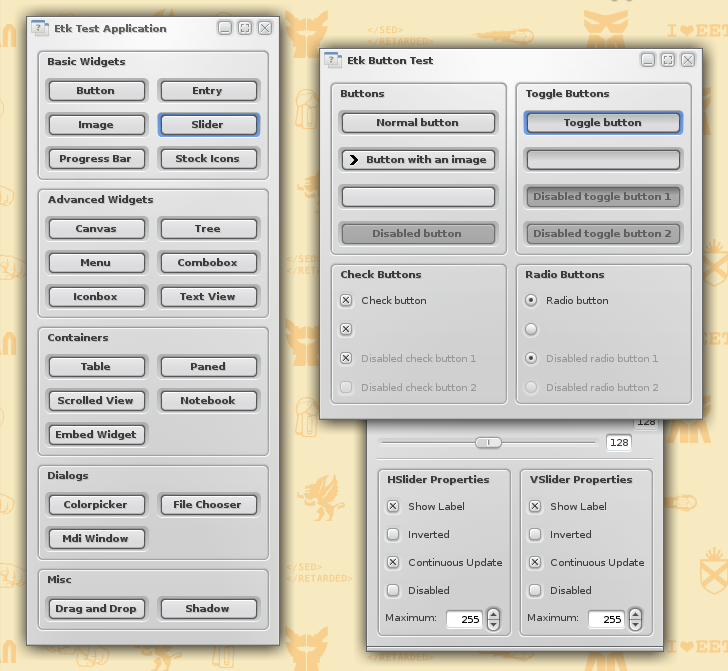 Etk Test Application
Basic Widgets
Button
Entry
Image
Slider
Progress Bar
Stock Icons
Advanced Widgets
Canvas
Tree
Menu
Combobox
Iconbox
Text View
Containers
Table
Paned
Scrolled View
Notebook
Embed Widget
Dialogs
Colorpicker
File Chooser
Mdi Window
Misc
Drag and Drop
Shadow
Etk Button Test
Buttons
Normal button
Button with an image
Disabled button
Toggle Buttons
Toggle button
Disabled toggle button 1
Disabled toggle button 2
Check Buttons
Check button
Disabled check button 1
Disabled check button 2
Radio Buttons
Radio button
Disabled radio button 1
Disabled radio button 2
128
128
HSlider Properties
Show Label
Inverted
Continuous Update
Disabled
Maximum: 255
VSlider Properties
Show Label
Inverted
Continuous Update
Disabled
Maximum: 255
</SED>
</RETARDED>
</SED>
</RETARDED>
I♥EET